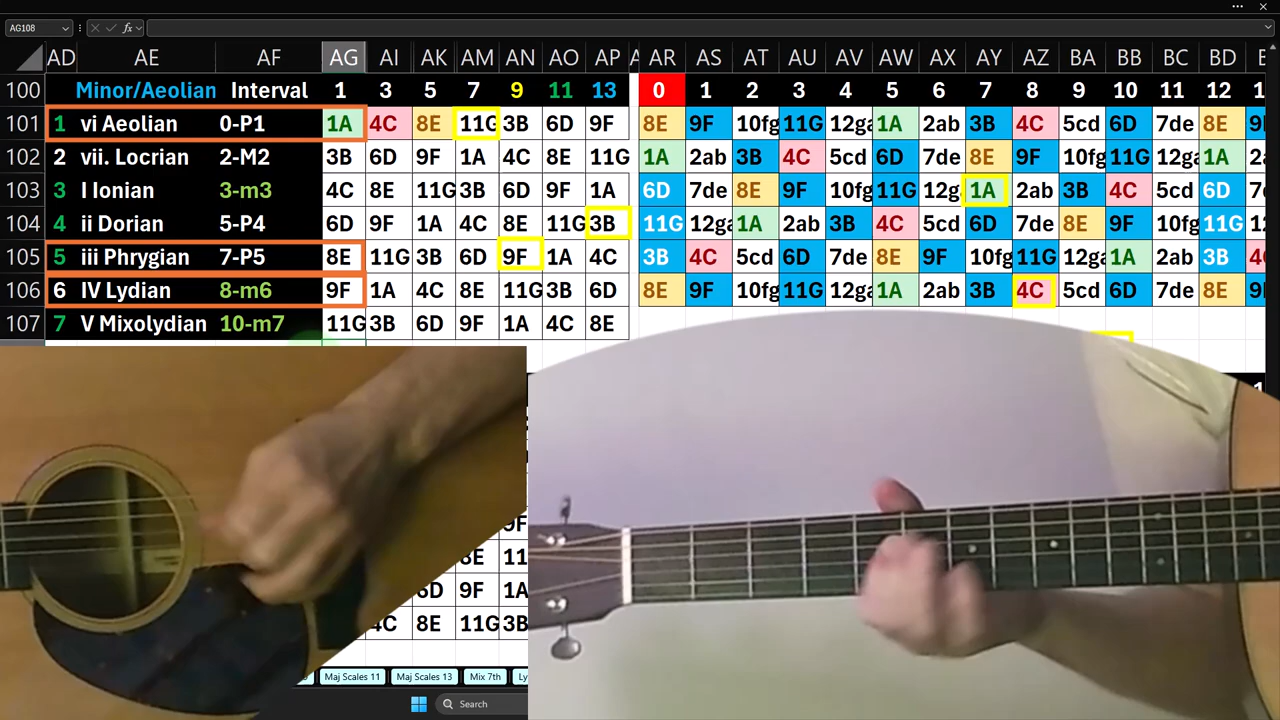 AG108 fx
AD AE AF AG AI AK AM AN AO AP AR AS AT AU AV AW AX AY AZ BA BB BC BD
100 Minor/Aeolian Interval 1 3 5 7 9 11 13 0 1 2 3 4 5 6 7 8 9 10 11 12
101 1 vi Aeolian 0-P1 1A 4C 8E 11G 3B 6D 9F 8E 9F 10fg 11G 12ga 1A 2ab 3B 4C 5cd 6D 7de 8E
102 2 vii. Locrian 2-M2 3B 6D 9F 1A 4C 8E 11G 1A 2ab 3B 4C 5cd 6D 7de 8E 9F 10fg 11G 12ga 1A
103 3 I Ionian 3-m3 4C 8E 11G 3B 6D 9F 1A 6D 7de 8E 9F 10fg 11G 12g 1A 2ab 3B 4C 5cd 6D
104 4 ii Dorian 5-P4 6D 9F 1A 4C 8E 11G 3B 11G 12ga 1A 2ab 3B 4C 5cd 6D 7de 8E 9F 10fg 11G
105 5 iii Phrygian 7-P5 8E 11G 3B 6D 9F 1A 4C 3B 4C 5cd 6D 7de 8E 9F 10fg 11G 12ga 1A 2ab 3B
106 6 IV Lydian 8-m6 9F 1A 4C 8E 11G 3B 6D 8E 9F 10fg 11G 12ga 1A 2ab 3B 4C 5cd 6D 7de 8E
107 7 V Mixolydian 10-m7 11G 3B 6D 9F 1A 4C 8E
9F
8E 11
6D 9F
4C 8E 11G 3B
Maj Scales 11 Maj Scales 13 Mix 7th Ly
Search